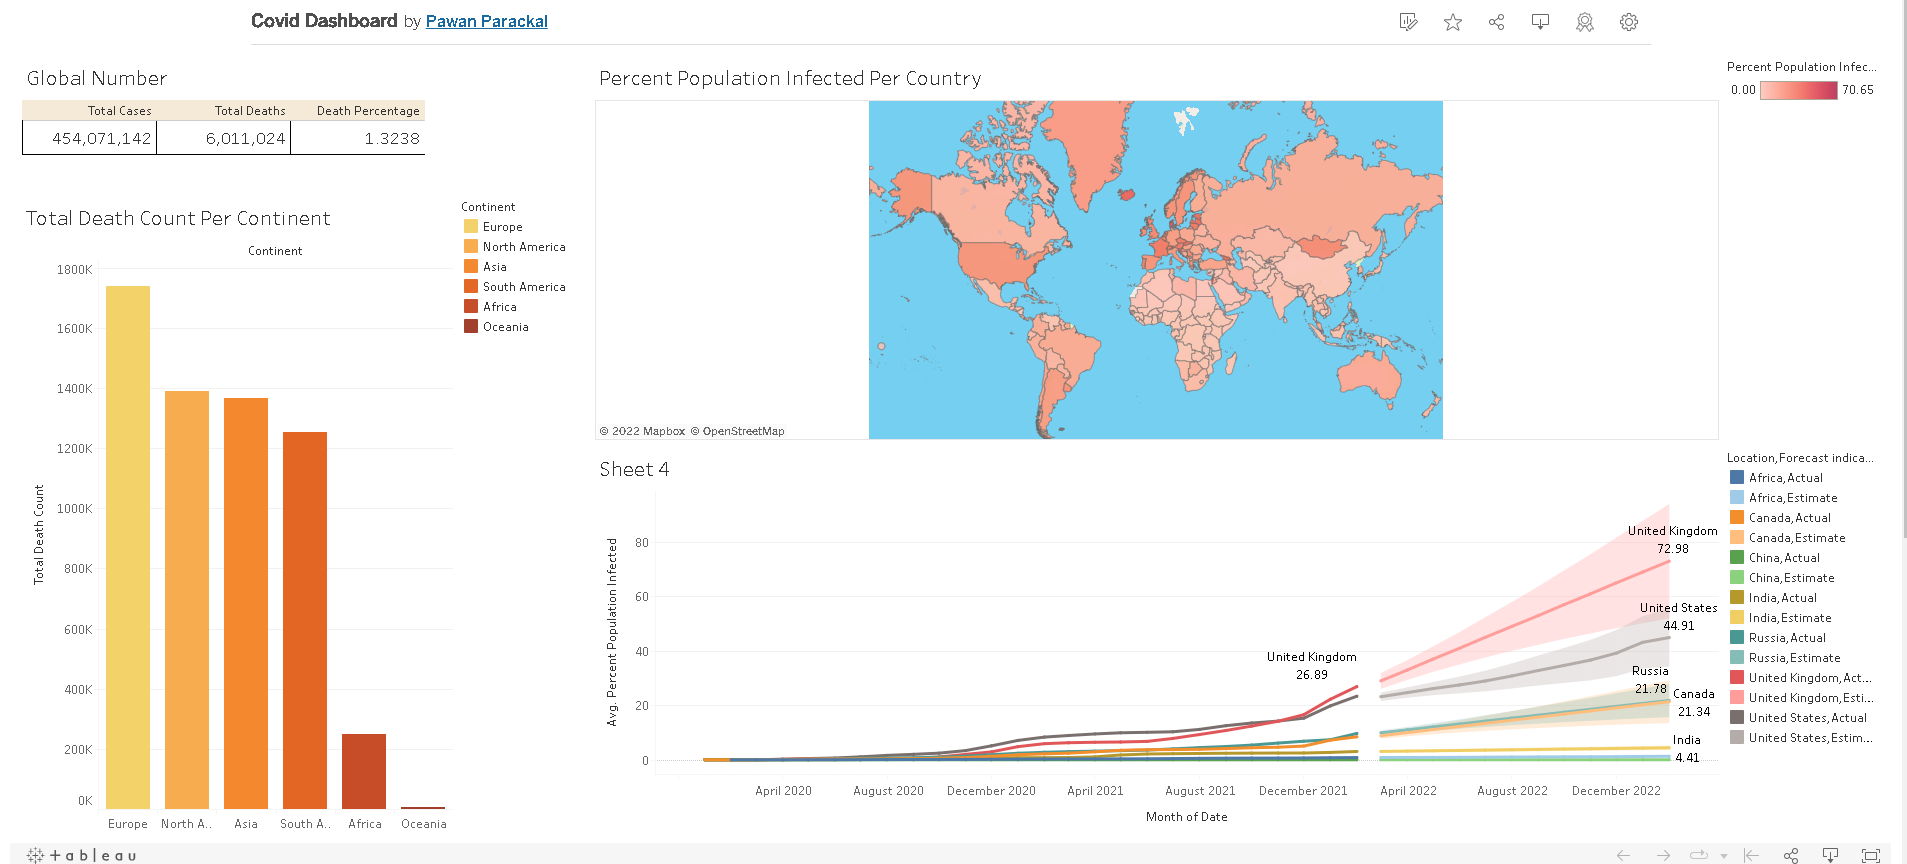 Covid Dashboard by Pawan Parackal
Global Number
Total Cases Total Deaths Death Percentage
454,071,142 6,011,024 1.3238
Total Death Count Per Continent
Continent
1800K
1600K
1400K
1200K
1000K
800K
600K
400K
200K
0K
Total Death Count
Europe North A.. Asia South A.. Africa Oceania
Continent
Europe
North America
Asia
South America
Africa
Oceania
Percent Population Infected Per Country
© 2022 Mapbox © OpenStreetMap
Percent Population Infec...
0.00 70.65
Sheet 4
Avg. Percent Population Infected
80
60
40
20
0
United Kingdom
26.89
United Kingdom
72.98
United States
44.91
Russia
21.78
Canada
21.34
India
4.41
April 2020 August 2020 December 2020 April 2021 August 2021 December 2021 April 2022 August 2022 December 2022
Month of Date
Location, Forecast indica...
Africa, Actual
Africa, Estimate
Canada, Actual
Canada, Estimate
China, Actual
China, Estimate
India, Actual
India, Estimate
Russia, Actual
Russia, Estimate
United Kingdom, Act...
United Kingdom, Esti...
United States, Actual
United States, Estim...
+ableau